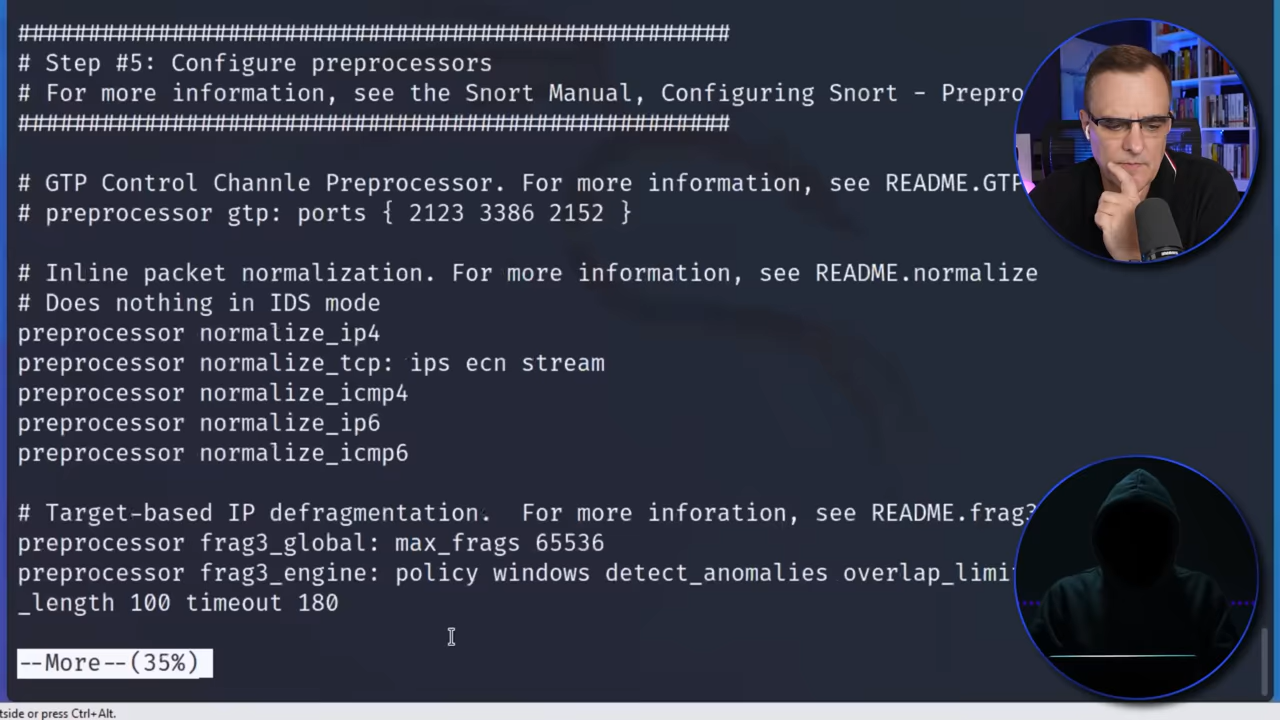 ###################################################
# Step #5: Configure preprocessors
# For more information, see the Snort Manual, Configuring Snort - Prepro
###################################################
# GTP Control Channle Preprocessor. For more information, see README.GTP
# preprocessor gtp: ports { 2123 3386 2152 }
# Inline packet normalization. For more information, see README.normalize
# Does nothing in IDS mode
preprocessor normalize_ip4
preprocessor normalize_tcp: ips ecn stream
preprocessor normalize_icmp4
preprocessor normalize_ip6
preprocessor normalize_icmp6
# Target-based IP defragmentation.  For more inforation, see README.frag3
preprocessor frag3_global: max_frags 65536
preprocessor frag3_engine: policy windows detect_anomalies overlap_limi
_length 100 timeout 180
--More--(35%)
tside or press Ctrl+Alt.